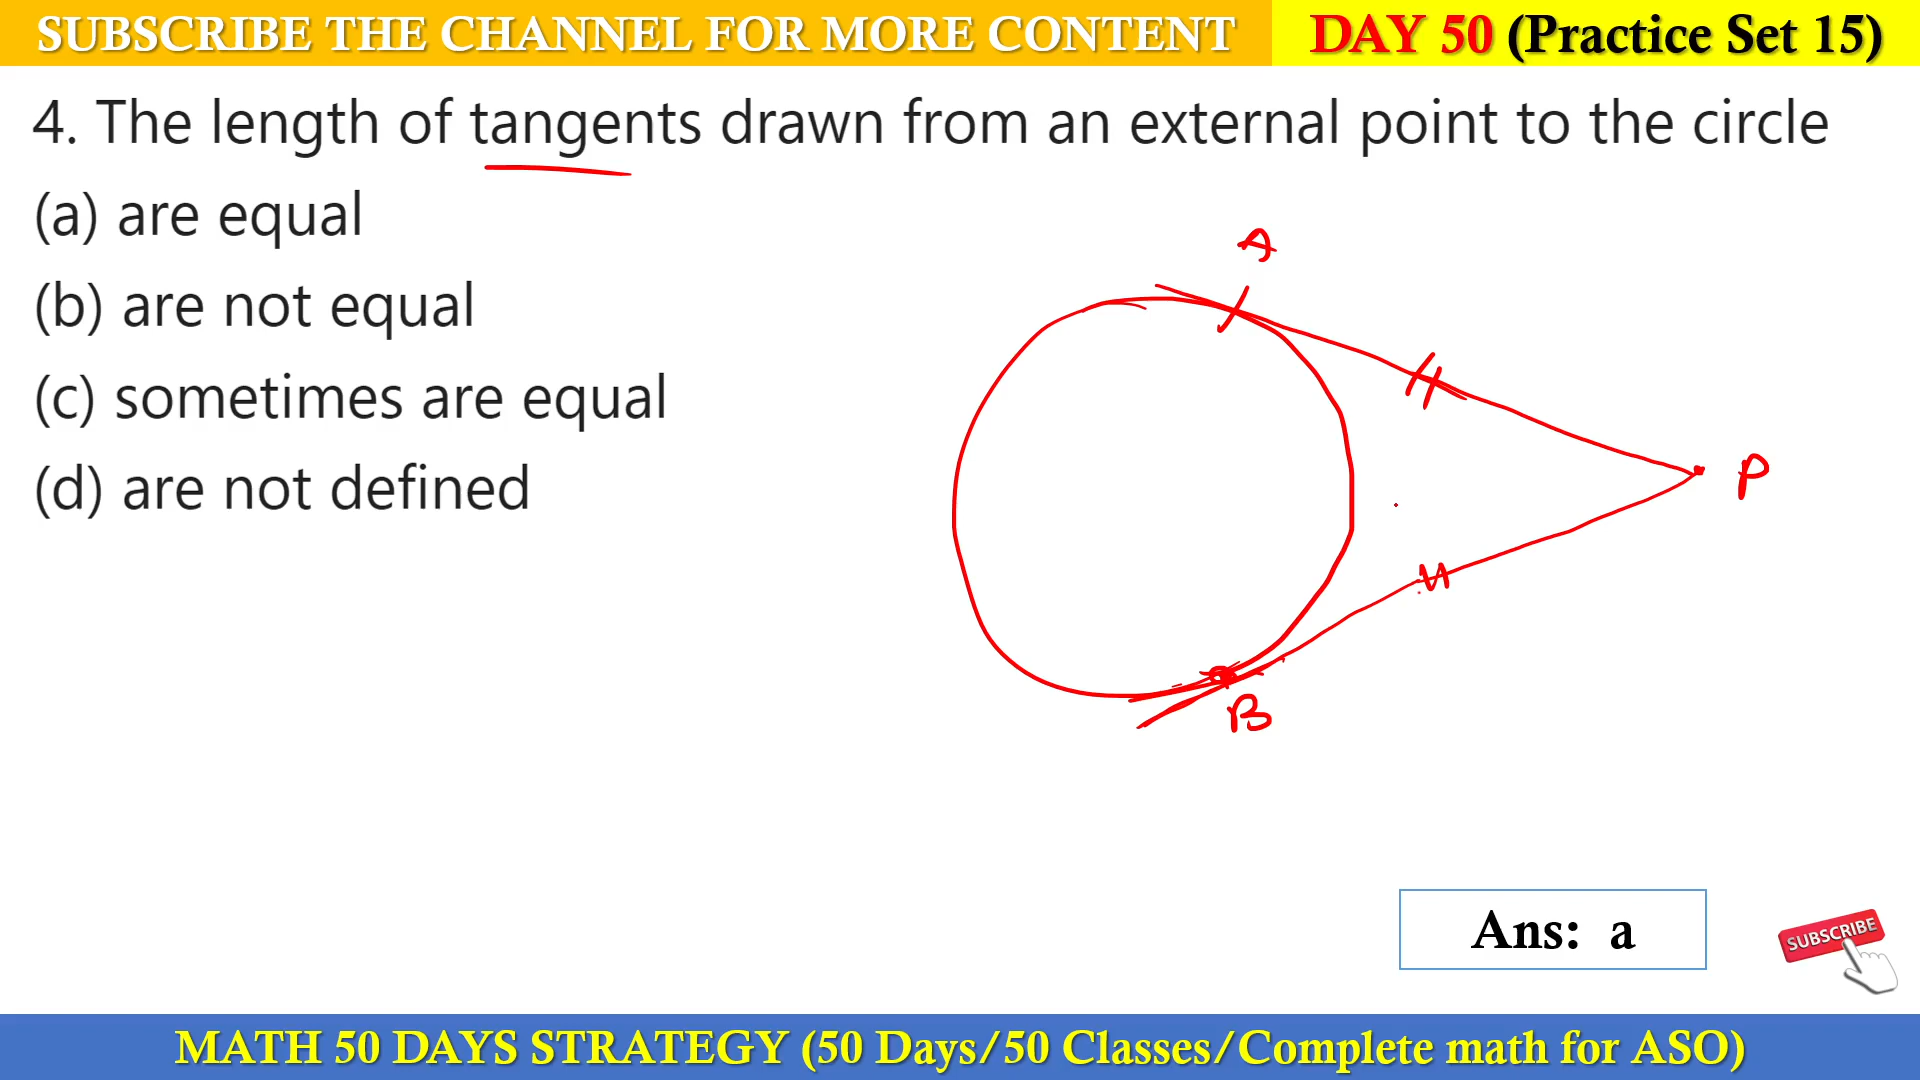 SUBSCRIBE THE CHANNEL FOR MORE CONTENT
DAY 50 (Practice Set 15)
4. The length of tangents drawn from an external point to the circle
(a) are equal
(b) are not equal
(c) sometimes are equal
(d) are not defined
A
P
B
Ans: a
SUBSCRIBE
MATH 50 DAYS STRATEGY (50 Days/50 Classes/Complete math for ASO)